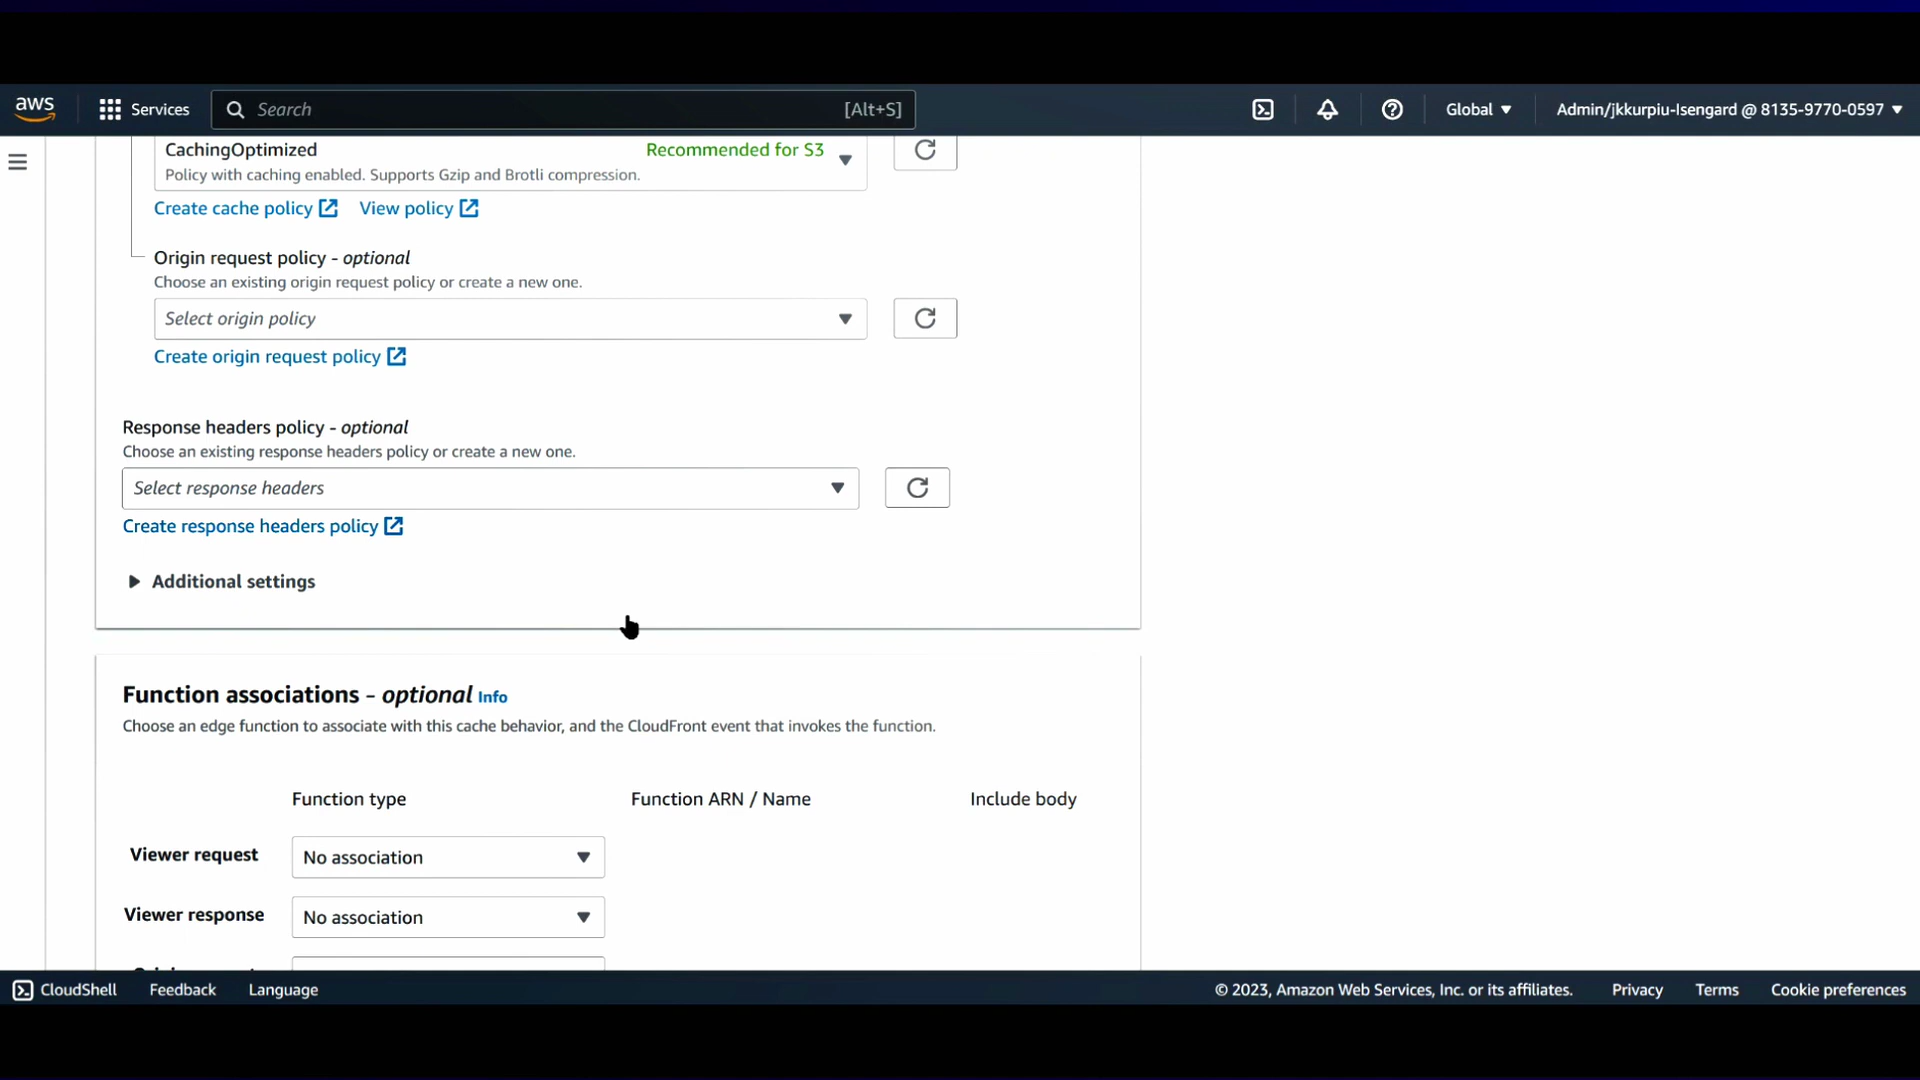 aws
Services
Search
[Alt+S]
Global
Admin/jkkurpiu-Isengard @ 8135-9770-0597
CachingOptimized
Recommended for S3
Policy with caching enabled. Supports Gzip and Brotli compression.
Create cache policy
View policy
Origin request policy - optional
Choose an existing origin request policy or create a new one.
Select origin policy
Create origin request policy
Response headers policy - optional
Choose an existing response headers policy or create a new one.
Select response headers
Create response headers policy
Additional settings
Function associations - optional Info
Choose an edge function to associate with this cache behavior, and the CloudFront event that invokes the function.
Function type
Function ARN / Name
Include body
Viewer request
No association
Viewer response
No association
CloudShell
Feedback
Language
© 2023, Amazon Web Services, Inc. or its affiliates.
Privacy
Terms
Cookie preferences